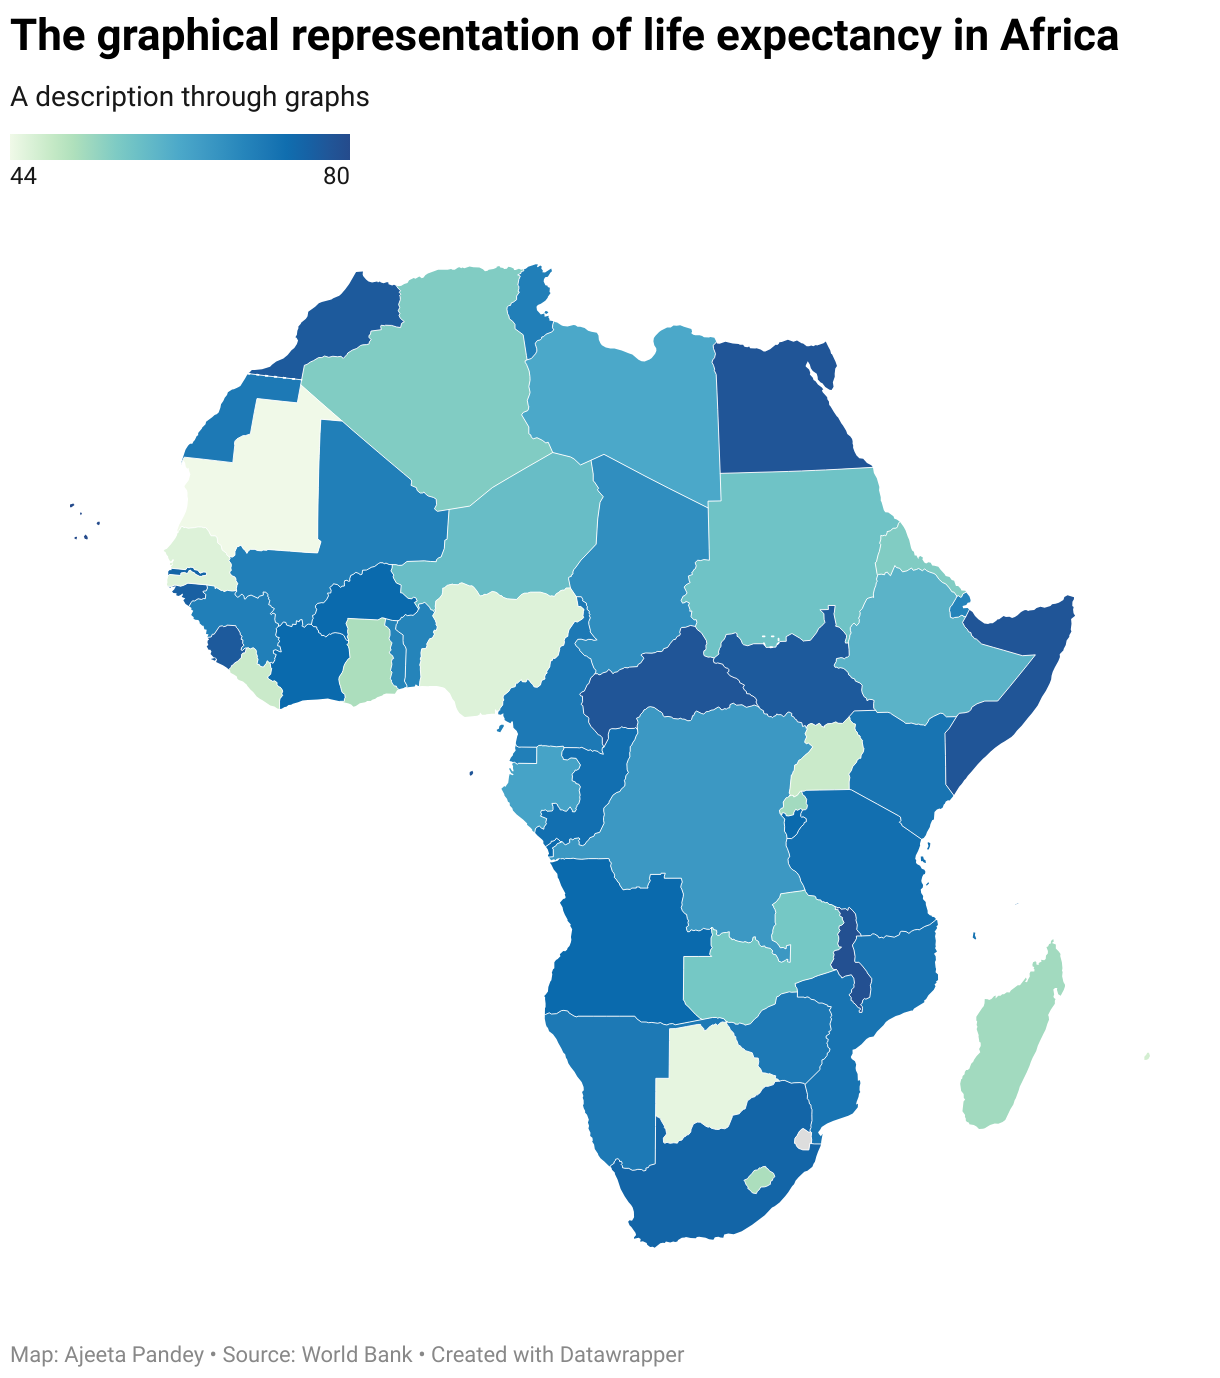 The graphical representation of life expectancy in Africa
A description through graphs
44 80
Map: Ajeeta Pandey • Source: World Bank • Created with Datawrapper